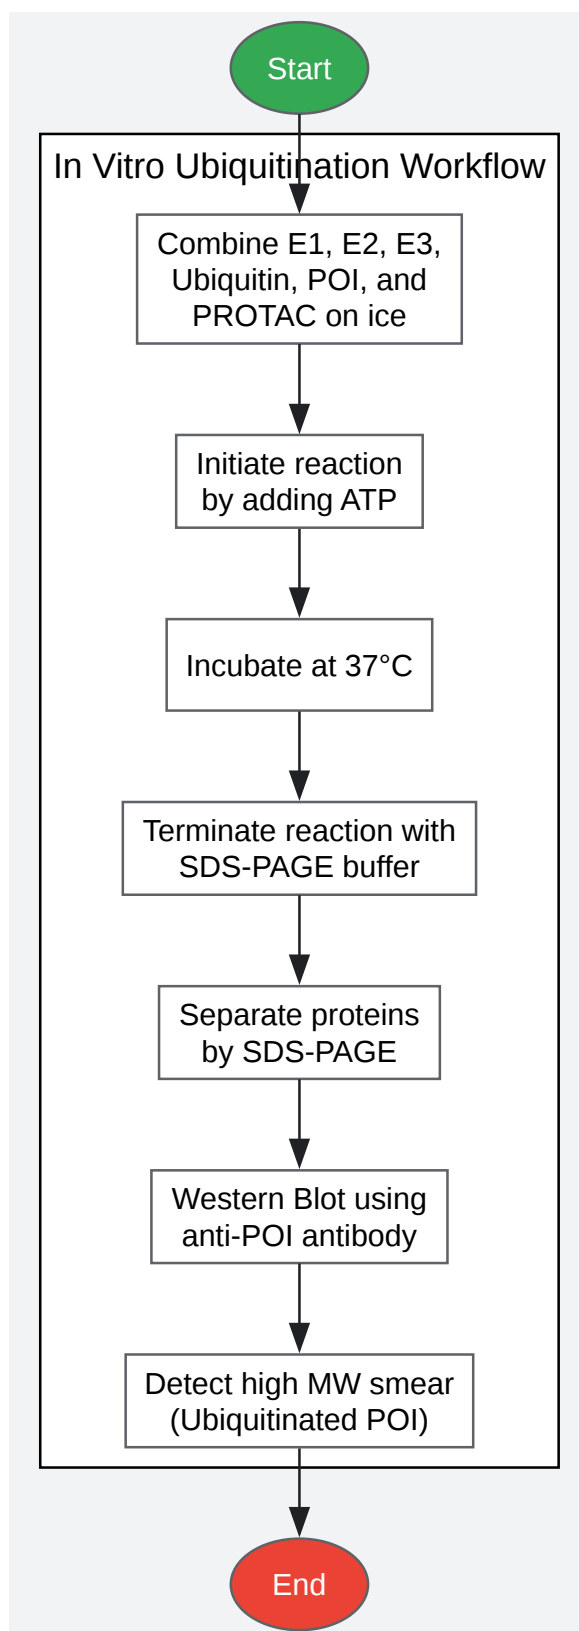 Start
In Vitro Ubiquitination Workflow
Combine E1, E2, E3,
Ubiquitin, POI, and
PROTAC on ice
Initiate reaction
by adding ATP
Incubate at 37°C
Terminate reaction with
SDS-PAGE buffer
Separate proteins
by SDS-PAGE
Western Blot using
anti-POI antibody
Detect high MW smear
(Ubiquitinated POI)
End